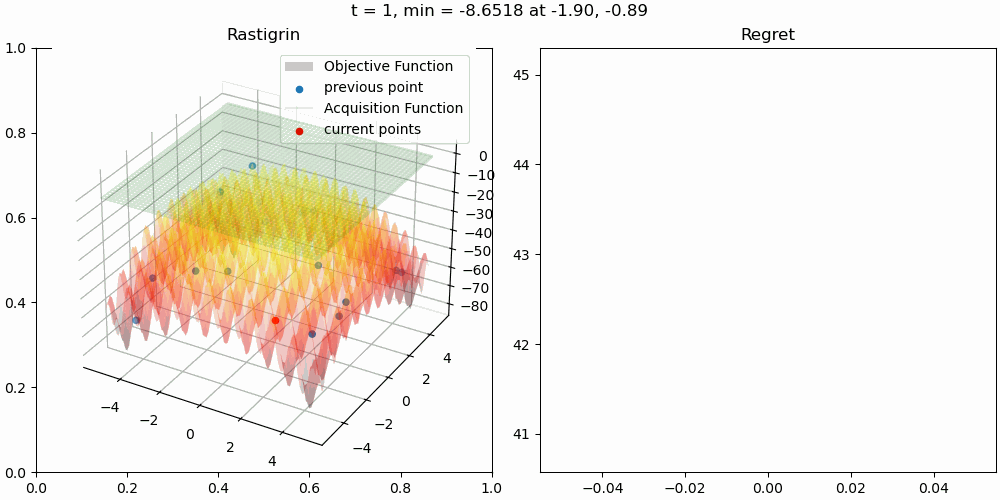 t = 1, min = -8.6518 at -1.90, -0.89
Rastigrin
Regret
Objective Function
previous point
Acquisition Function
current points
1.0
0.8
0.6
0.4
0.2
0.0
0.0 0.2 0.4 0.6 0.8 1.0
0
−10
−20
−30
−40
−50
−60
−70
−80
−4 −2 0 2 4
4
2
0
−2
−4
45
44
43
42
41
−0.04 −0.02 0.00 0.02 0.04